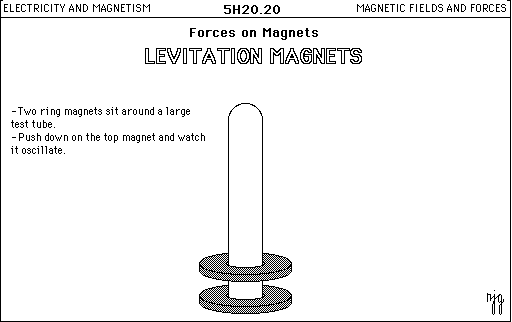 ELECTRICITY AND MAGNETISM
5H20.20
MAGNETIC FIELDS AND FORCES
Forces on Magnets
LEVITATION MAGNETS
-Two ring magnets sit around a large
test tube.
-Push down on the top magnet and watch
it oscillate.
njg